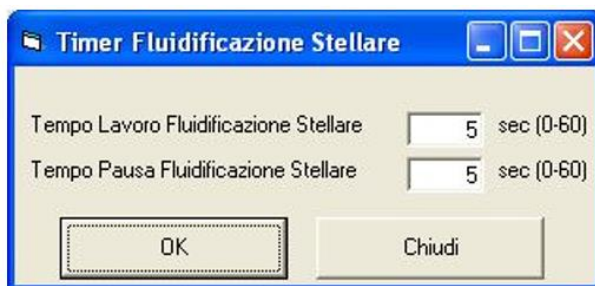 Timer Fluidificazione Stellare
Tempo Lavoro Fluidificazione Stellare 5 sec (0-60)
Tempo Pausa Fluidificazione Stellare 5 sec (0-60)
OK Chiudi